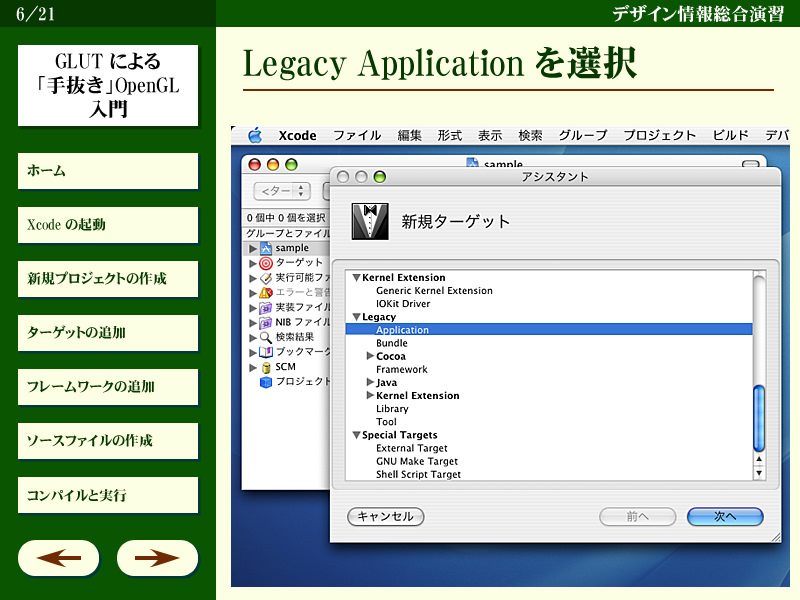 6／21
デザイン情報総合演習
GLUT による
「手抜き」OpenGL
入門
ホーム
Xcode の起動
新規プロジェクトの作成
ターゲットの追加
フレームワークの追加
ソースファイルの作成
コンパイルと実行
Legacy Application を選択
Xcode ファイル 編集 形式 表示 検索 グループ プロジェクト ビルド デバ
sample
<ター
0 個中 0 個を選択
グループとファイル
sample
ターゲット
実行可能ファ
エラーと警告
実装ファイル
NIB ファイル
検索結果
ブックマーク
SCM
プロジェクト
アシスタント
新規ターゲット
Kernel Extension
Generic Kernel Extension
IOKit Driver
Legacy
Application
Bundle
Cocoa
Framework
Java
Kernel Extension
Library
Tool
Special Targets
External Target
GNU Make Target
Shell Script Target
キャンセル
前へ
次へ